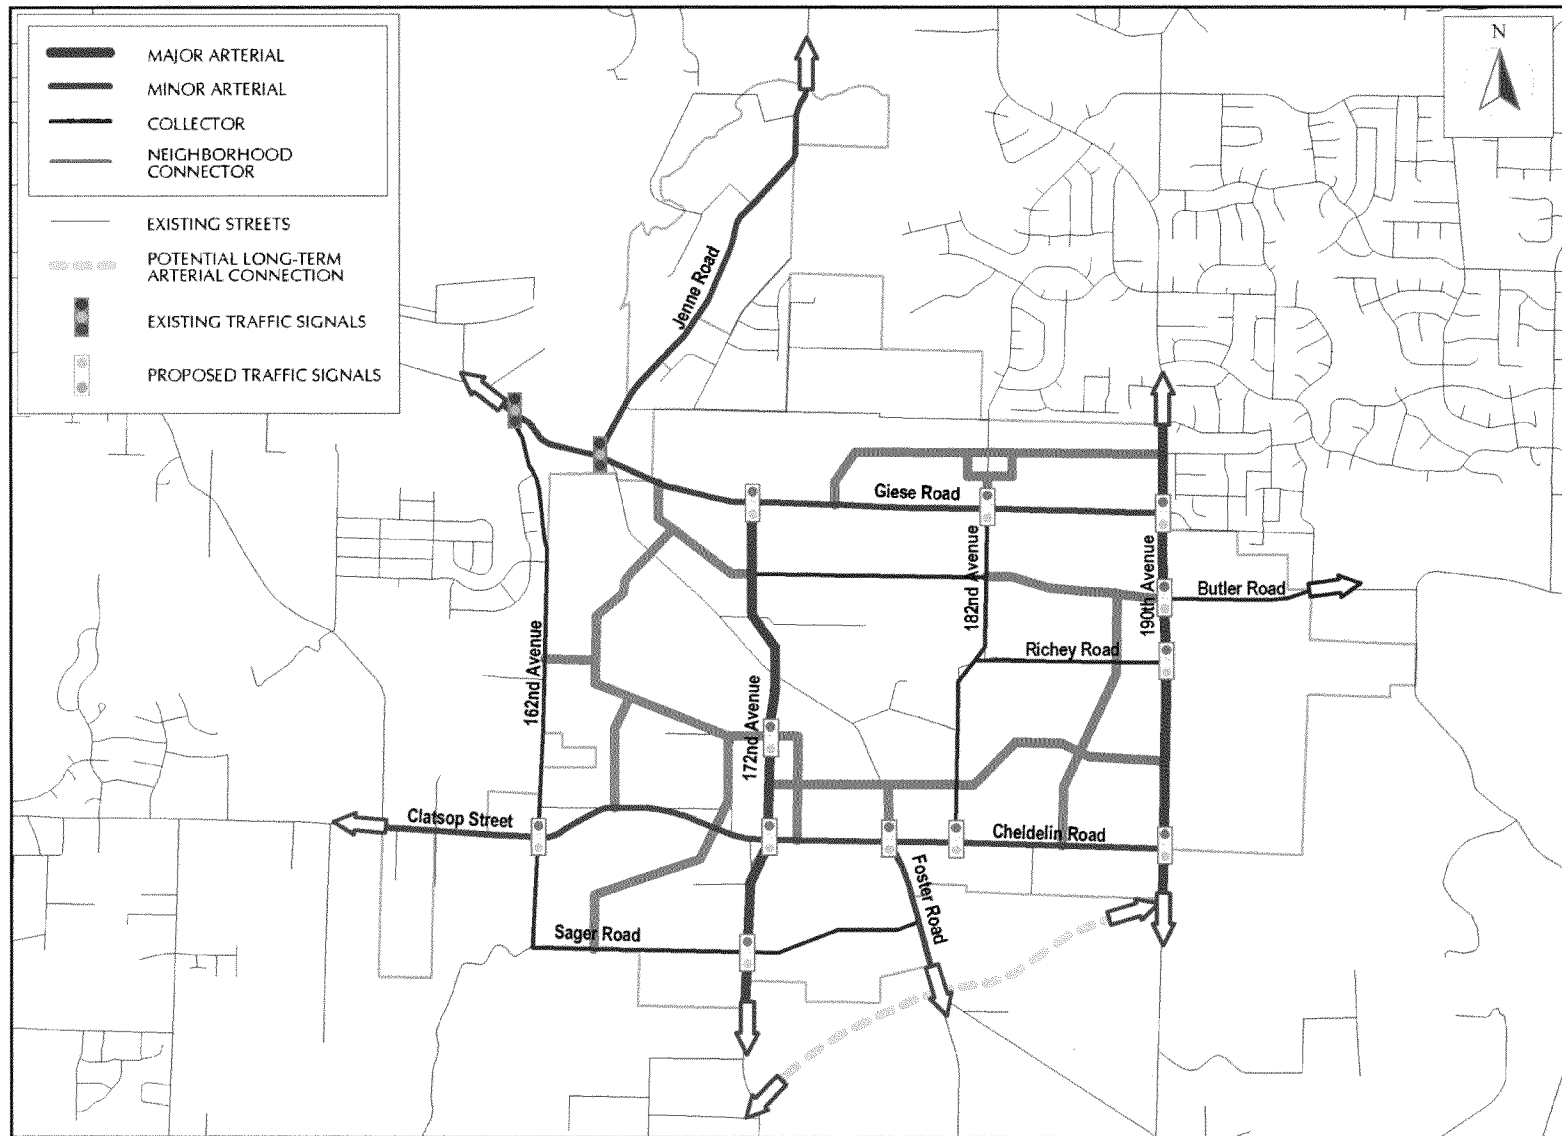 MAJOR ARTERIAL
MINOR ARTERIAL
COLLECTOR
NEIGHBORHOOD
CONNECTOR
EXISTING STREETS
POTENTIAL LONG-TERM
ARTERIAL CONNECTION
EXISTING TRAFFIC SIGNALS
PROPOSED TRAFFIC SIGNALS
N
Jenne Road
Giese Road
182nd Avenue
190th Avenue
Butler Road
162nd Avenue
Richey Road
172nd Avenue
Clatsop Street
Cheldelin Road
Foster Road
Sager Road